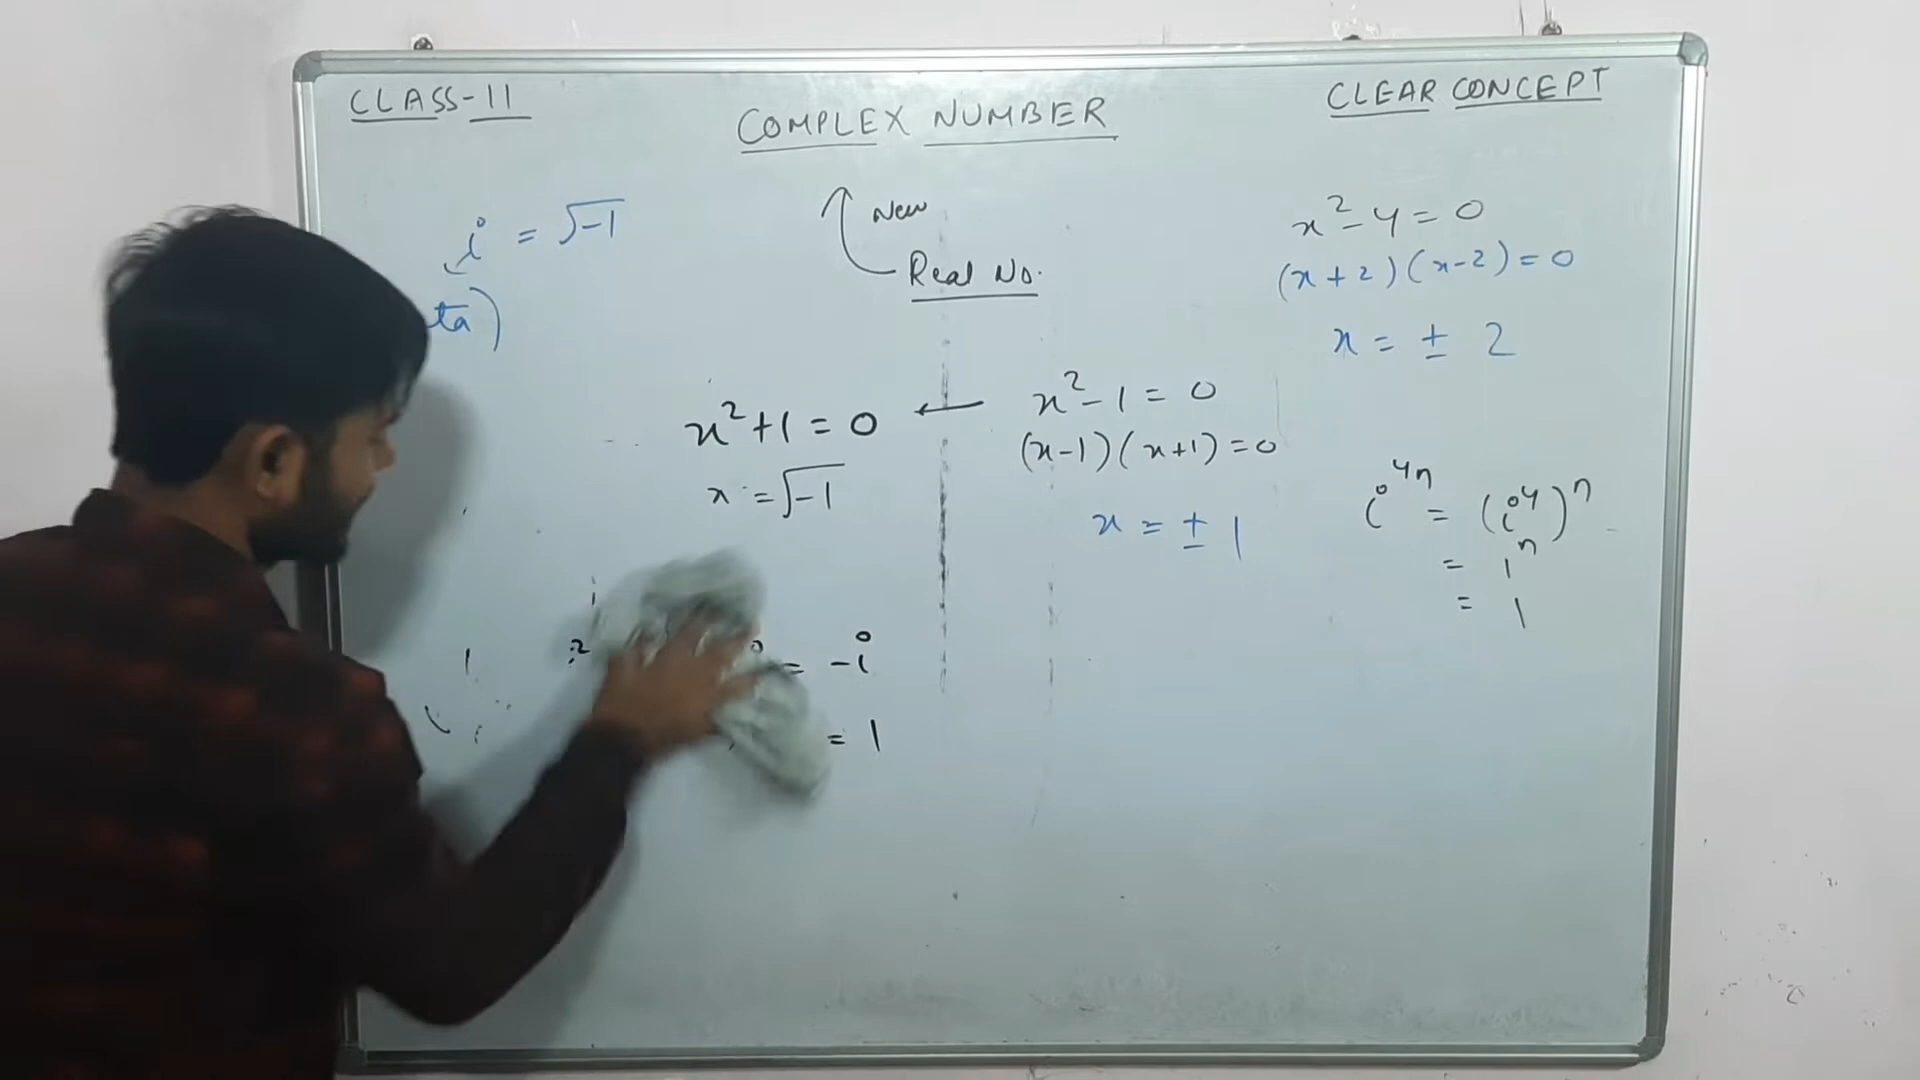 CLASS-11
COMPLEX NUMBER
CLEAR CONCEPT
i = √-1
ta)
New
Real No.
x² - 4 = 0
(x + 2) (x - 2) = 0
x = ± 2
x² - 1 = 0
(x - 1) (x + 1) = 0
x = ± 1
x² + 1 = 0
x = √-1
i⁴ⁿ = (i⁴)ⁿ
= 1ⁿ
= 1
= -i
= 1